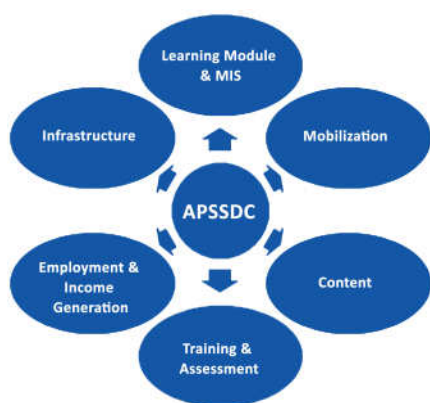 Learning Module
& MIS
Infrastructure
Mobilization
APSSDC
Employment &
Income
Generation
Content
Training &
Assessment